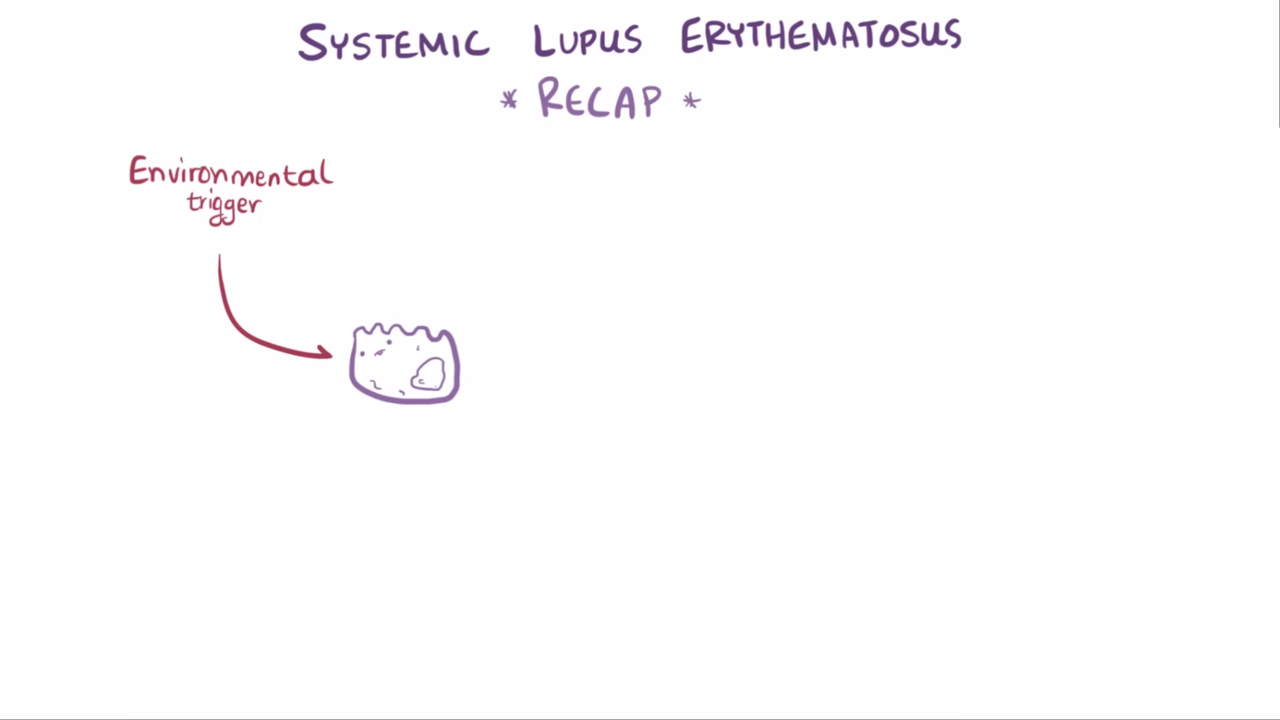 SYSTEMIC LUPUS ERYTHEMATOSUS
* RECAP *
Environmental
trigger